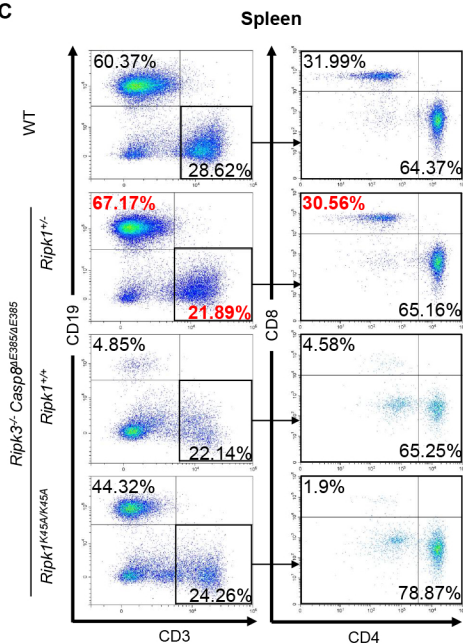 C
Spleen
WT
60.37%
28.62%
31.99%
64.37%
Ripk3-/- Casp8ΔE385/ΔE385
Ripk1+/-
67.17%
21.89%
30.56%
65.16%
Ripk1+/+
4.85%
22.14%
4.58%
65.25%
Ripk1K45A/K45A
44.32%
24.26%
1.9%
78.87%
CD19
CD8
CD3
CD4